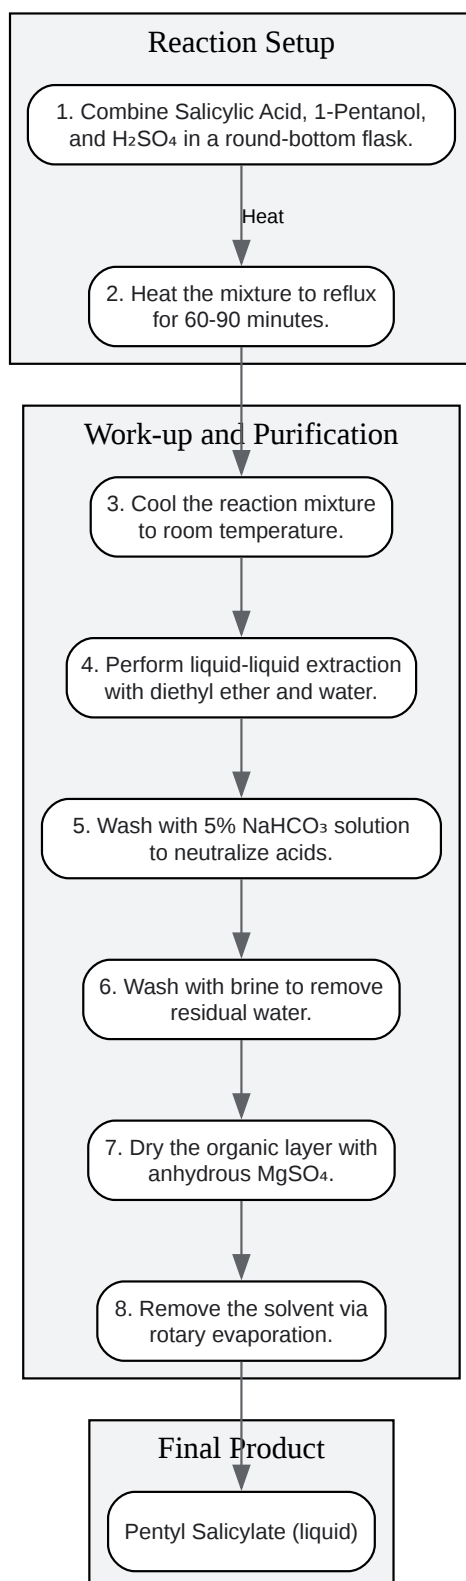 Reaction Setup
1. Combine Salicylic Acid, 1-Pentanol,
and H₂SO₄ in a round-bottom flask.
Heat
2. Heat the mixture to reflux
for 60-90 minutes.
Work-up and Purification
3. Cool the reaction mixture
to room temperature.
4. Perform liquid-liquid extraction
with diethyl ether and water.
5. Wash with 5% NaHCO₃ solution
to neutralize acids.
6. Wash with brine to remove
residual water.
7. Dry the organic layer with
anhydrous MgSO₄.
8. Remove the solvent via
rotary evaporation.
Final Product
Pentyl Salicylate (liquid)